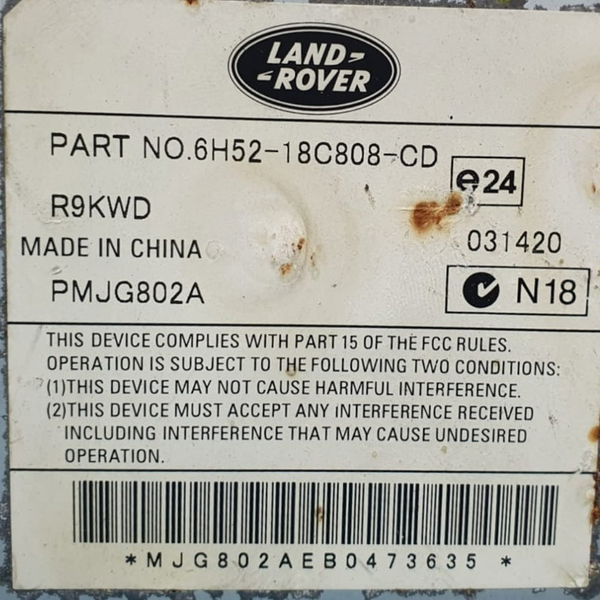 LAND-
-ROVER
PART NO.6H52-18C808-CD
e24
R9KWD
MADE IN CHINA
031420
PMJG802A
N18
THIS DEVICE COMPLIES WITH PART 15 OF THE FCC RULES.
OPERATION IS SUBJECT TO THE FOLLOWING TWO CONDITIONS:
(1)THIS DEVICE MAY NOT CAUSE HARMFUL INTERFERENCE.
(2)THIS DEVICE MUST ACCEPT ANY INTERFERENCE RECEIVED
INCLUDING INTERFERENCE THAT MAY CAUSE UNDESIRED
OPERATION.
*MJG802AEB0473635*